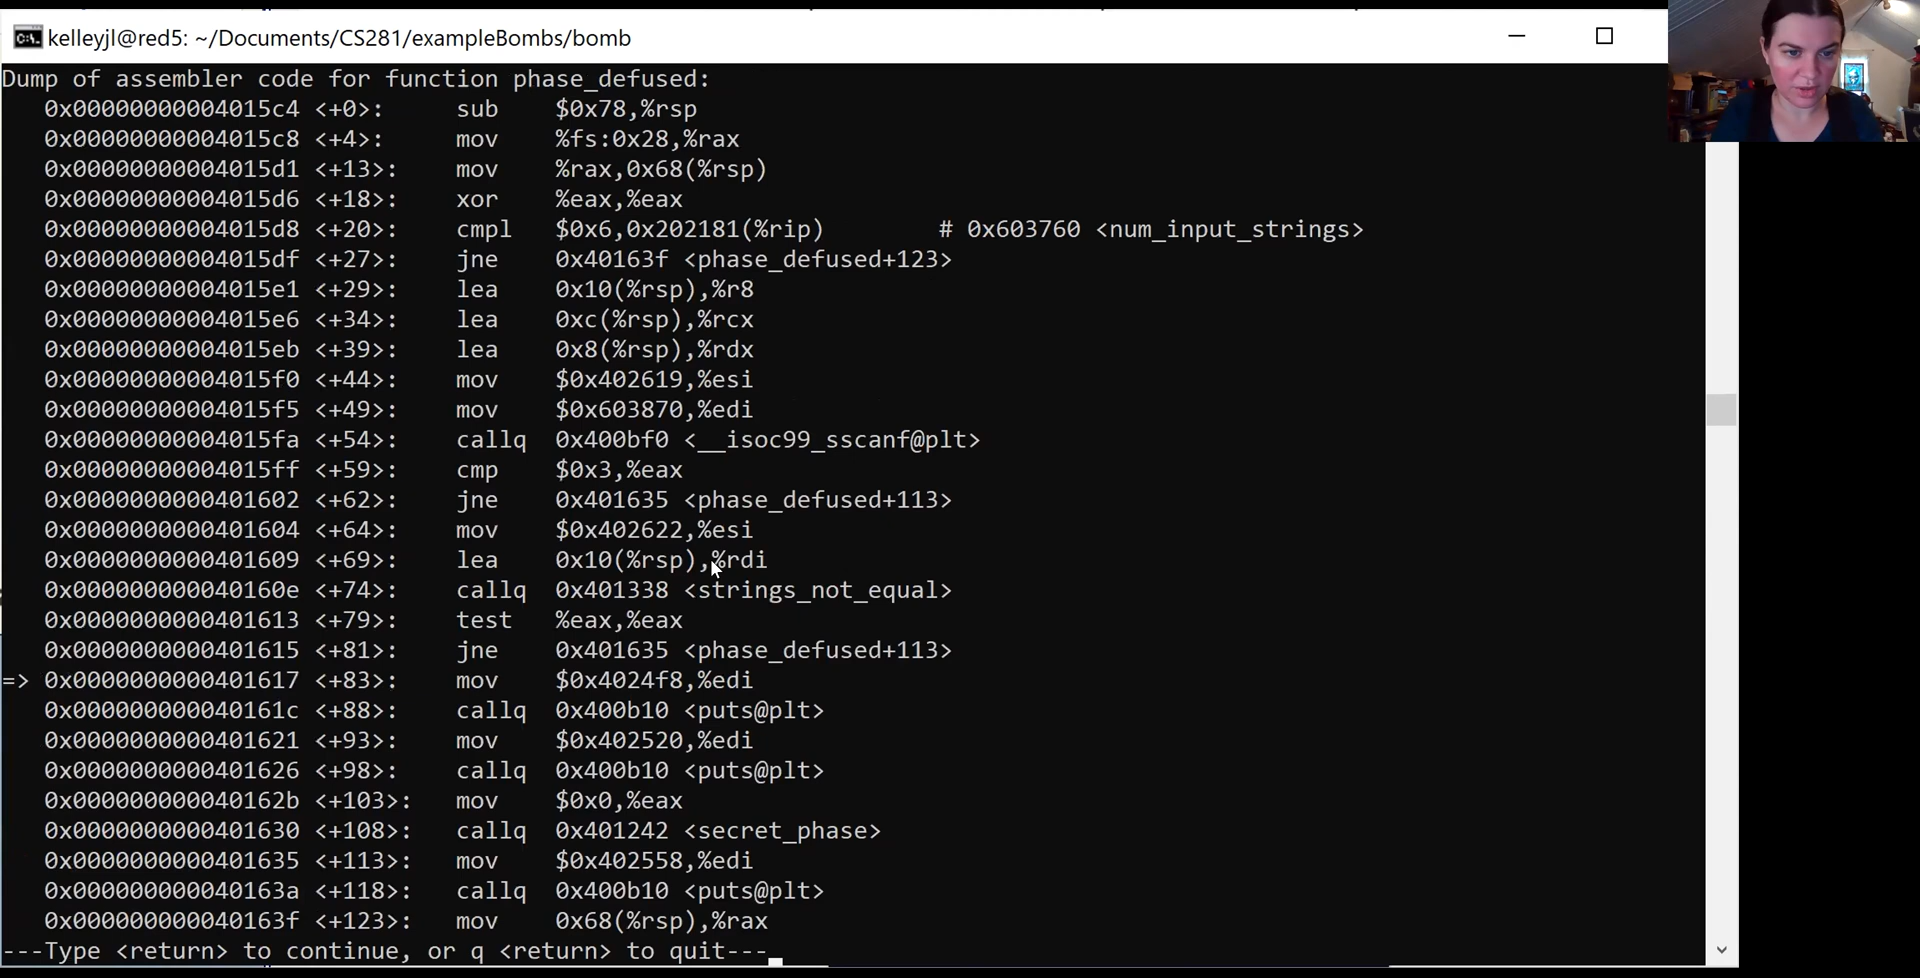 kelleyjl@red5: ~/Documents/CS281/exampleBombs/bomb
Dump of assembler code for function phase_defused:
0x00000000004015c4 <+0>: sub $0x78,%rsp
0x00000000004015c8 <+4>: mov %fs:0x28,%rax
0x00000000004015d1 <+13>: mov %rax,0x68(%rsp)
0x00000000004015d6 <+18>: xor %eax,%eax
0x00000000004015d8 <+20>: cmpl $0x6,0x202181(%rip) # 0x603760 <num_input_strings>
0x00000000004015df <+27>: jne 0x40163f <phase_defused+123>
0x00000000004015e1 <+29>: lea 0x10(%rsp),%r8
0x00000000004015e6 <+34>: lea 0xc(%rsp),%rcx
0x00000000004015eb <+39>: lea 0x8(%rsp),%rdx
0x00000000004015f0 <+44>: mov $0x402619,%esi
0x00000000004015f5 <+49>: mov $0x603870,%edi
0x00000000004015fa <+54>: callq 0x400bf0 <__isoc99_sscanf@plt>
0x00000000004015ff <+59>: cmp $0x3,%eax
0x0000000000401602 <+62>: jne 0x401635 <phase_defused+113>
0x0000000000401604 <+64>: mov $0x402622,%esi
0x0000000000401609 <+69>: lea 0x10(%rsp),%rdi
0x000000000040160e <+74>: callq 0x401338 <strings_not_equal>
0x0000000000401613 <+79>: test %eax,%eax
0x0000000000401615 <+81>: jne 0x401635 <phase_defused+113>
=> 0x0000000000401617 <+83>: mov $0x4024f8,%edi
0x000000000040161c <+88>: callq 0x400b10 <puts@plt>
0x0000000000401621 <+93>: mov $0x402520,%edi
0x0000000000401626 <+98>: callq 0x400b10 <puts@plt>
0x000000000040162b <+103>: mov $0x0,%eax
0x0000000000401630 <+108>: callq 0x401242 <secret_phase>
0x0000000000401635 <+113>: mov $0x402558,%edi
0x000000000040163a <+118>: callq 0x400b10 <puts@plt>
0x000000000040163f <+123>: mov 0x68(%rsp),%rax
---Type <return> to continue, or q <return> to quit---